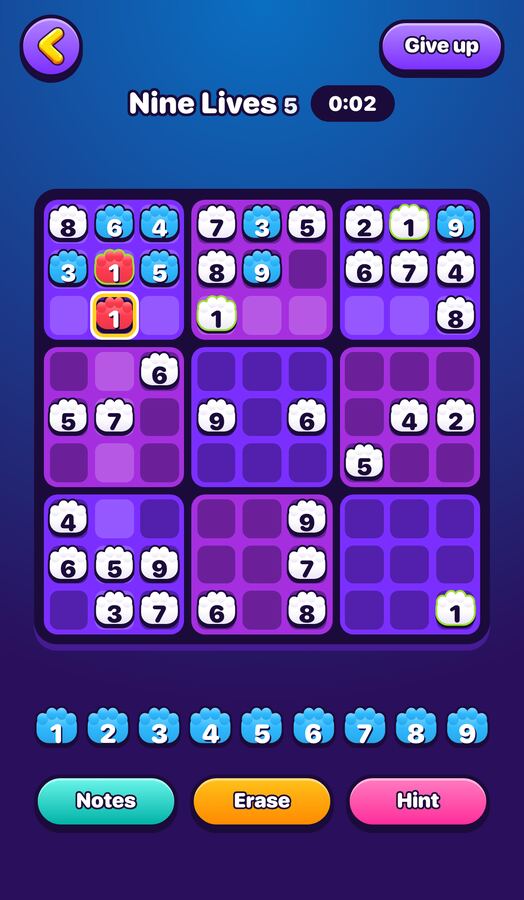 Give up
Nine Lives 5 0:02
8 6 4 7 3 5 2 1 9
3 1 5 8 9 6 7 4
1 1 8
6
5 7 9 6 4 2
5
4 9
6 5 9 7
3 7 6 8 1
1 2 3 4 5 6 7 8 9
Notes Erase Hint